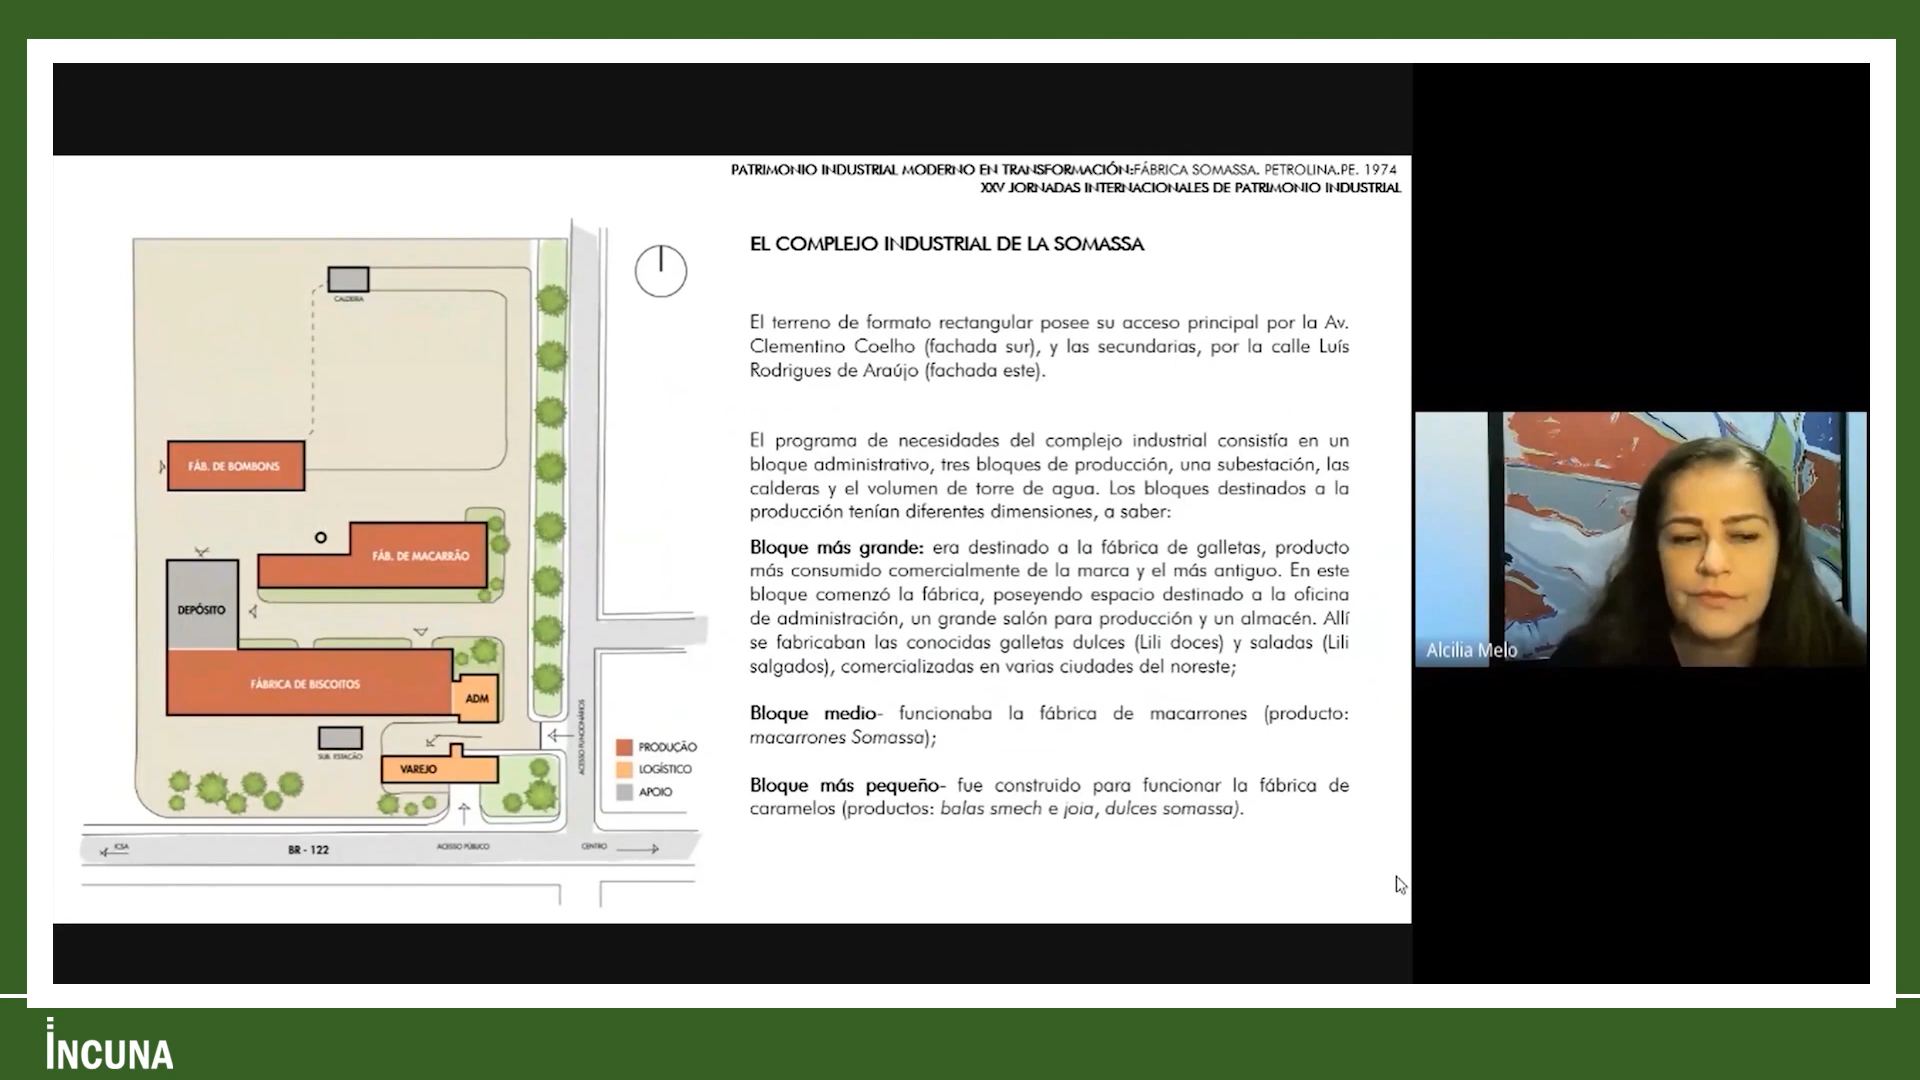 PATRIMONIO INDUSTRIAL MODERNO EN TRANSFORMACIÓN:FÁBRICA SOMASSA. PETROLINA.PE. 1974
XXV JORNADAS INTERNACIONALES DE PATRIMONIO INDUSTRIAL
EL COMPLEJO INDUSTRIAL DE LA SOMASSA
El terreno de formato rectangular posee su acceso principal por la Av.
Clementino Coelho (fachada sur), y las secundarias, por la calle Luís
Rodrigues de Araújo (fachada este).
El programa de necesidades del complejo industrial consistía en un
bloque administrativo, tres bloques de producción, una subestación, las
calderas y el volumen de torre de agua. Los bloques destinados a la
producción tenían diferentes dimensiones, a saber:
Bloque más grande: era destinado a la fábrica de galletas, producto
más consumido comercialmente de la marca y el más antiguo. En este
bloque comenzó la fábrica, poseyendo espacio destinado a la oficina
de administración, un grande salón para producción y un almacén. Allí
se fabricaban las conocidas galletas dulces (Lili doces) y saladas (Lili
salgados), comercializadas en varias ciudades del noreste;
Bloque medio- funcionaba la fábrica de macarrones (producto:
macarrones Somassa);
Bloque más pequeño- fue construido para funcionar la fábrica de
caramelos (productos: balas smech e joia, dulces somassa).
CALDEIRA
FÁB. DE BOMBONS
FÁB. DE MACARRÃO
DEPÓSITO
FÁBRICA DE BISCOITOS
ADM
SUB. ESTACÃO
VAREJO
ACESSO FUNCIONÁRIOS
PRODUÇÃO
LOGÍSTICO
APOIO
ICSA
BR - 122
ACESSO PÚBLICO
CENTRO
Alcilia Melo
INCUNA